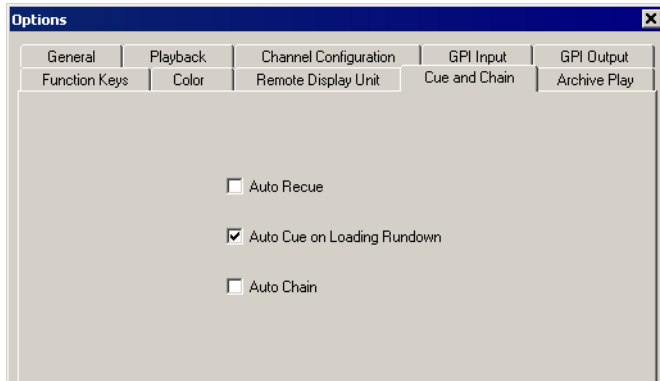 Options
General Playback Channel Configuration GPI Input GPI Output
Function Keys Color Remote Display Unit Cue and Chain Archive Play
Auto Recue
Auto Cue on Loading Rundown
Auto Chain